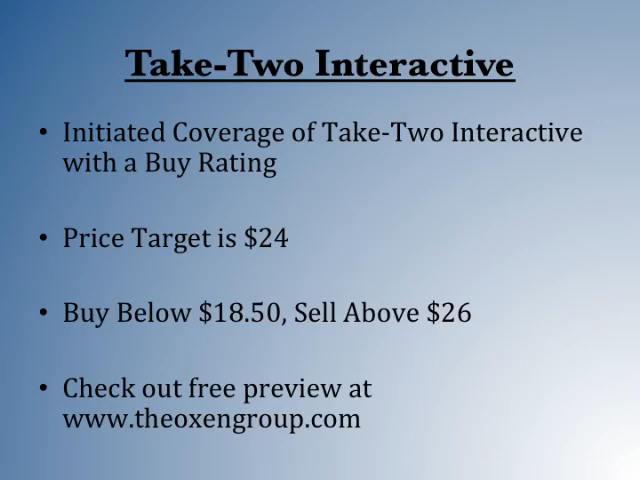 Take-Two Interactive
• Initiated Coverage of Take-Two Interactive
with a Buy Rating
• Price Target is $24
• Buy Below $18.50, Sell Above $26
• Check out free preview at
www.theoxengroup.com